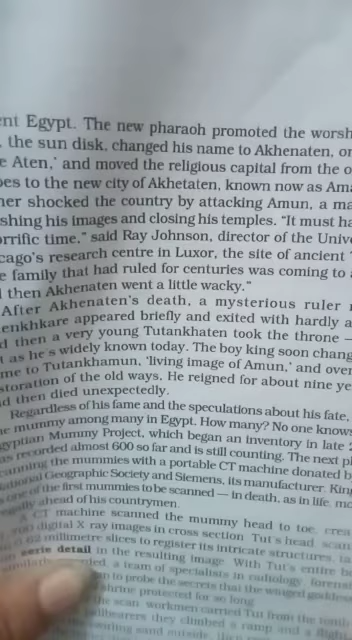 nt Egypt. The new pharaoh promoted the worsh
the sun disk, changed his name to Akhenaten, or
e Aten,' and moved the religious capital from the o
es to the new city of Akhetaten, known now as Ama
her shocked the country by attacking Amun, a ma
shing his images and closing his temples. "It must ha
rrific time," said Ray Johnson, director of the Unive
cago's research centre in Luxor, the site of ancient
e family that had ruled for centuries was coming to
then Akhenaten went a little wacky."
After Akhenaten's death, a mysterious ruler
enkhkare appeared briefly and exited with hardly a
d then a very young Tutankhaten took the throne —
as he's widely known today. The boy king soon chang
me to Tutankhamun, 'living image of Amun,' and over
storation of the old ways. He reigned for about nine ye
d then died unexpectedly.
Regardless of his fame and the speculations about his fate,
mummy among many in Egypt. How many? No one knows
gyptian Mummy Project, which began an inventory in late 2
as recorded almost 600 so far and is still counting. The next pl
canning the mummies with a portable CT machine donated b
National Geographic Society and Siemens, its manufacturer. King
one of the first mummies to be scanned — in death, as in life, mo
egally ahead of his countrymen.
A CT machine scanned the mummy head to toe, crea
digital X ray images in cross section. Tut's head, scan
0.62 millimetre slices to register its intricate structures, ta
eerie detail in the resulting image. With Tut's entire bo
a team of specialists in radiology, forens
to probe the secrets that the winged goddess
shrine protected for so long.
the scan, workmen carried Tut from the tomb
pallbearers they climbed a ramp and a fligh